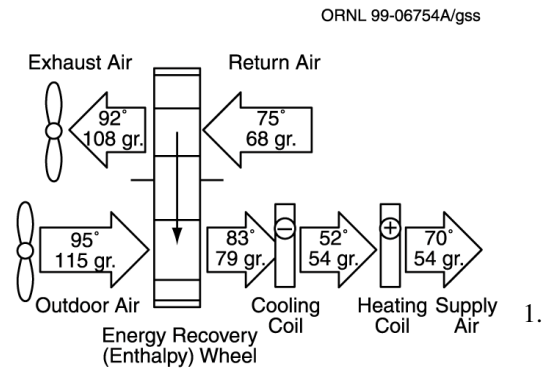 ORNL 99-06754A/gss
Exhaust Air
Return Air
92°
108 gr.
75°
68 gr.
95°
115 gr.
83°
79 gr.
−
52°
54 gr.
+
70°
54 gr.
Outdoor Air
Energy Recovery
(Enthalpy) Wheel
Cooling
Coil
Heating
Coil
Supply
Air
1.